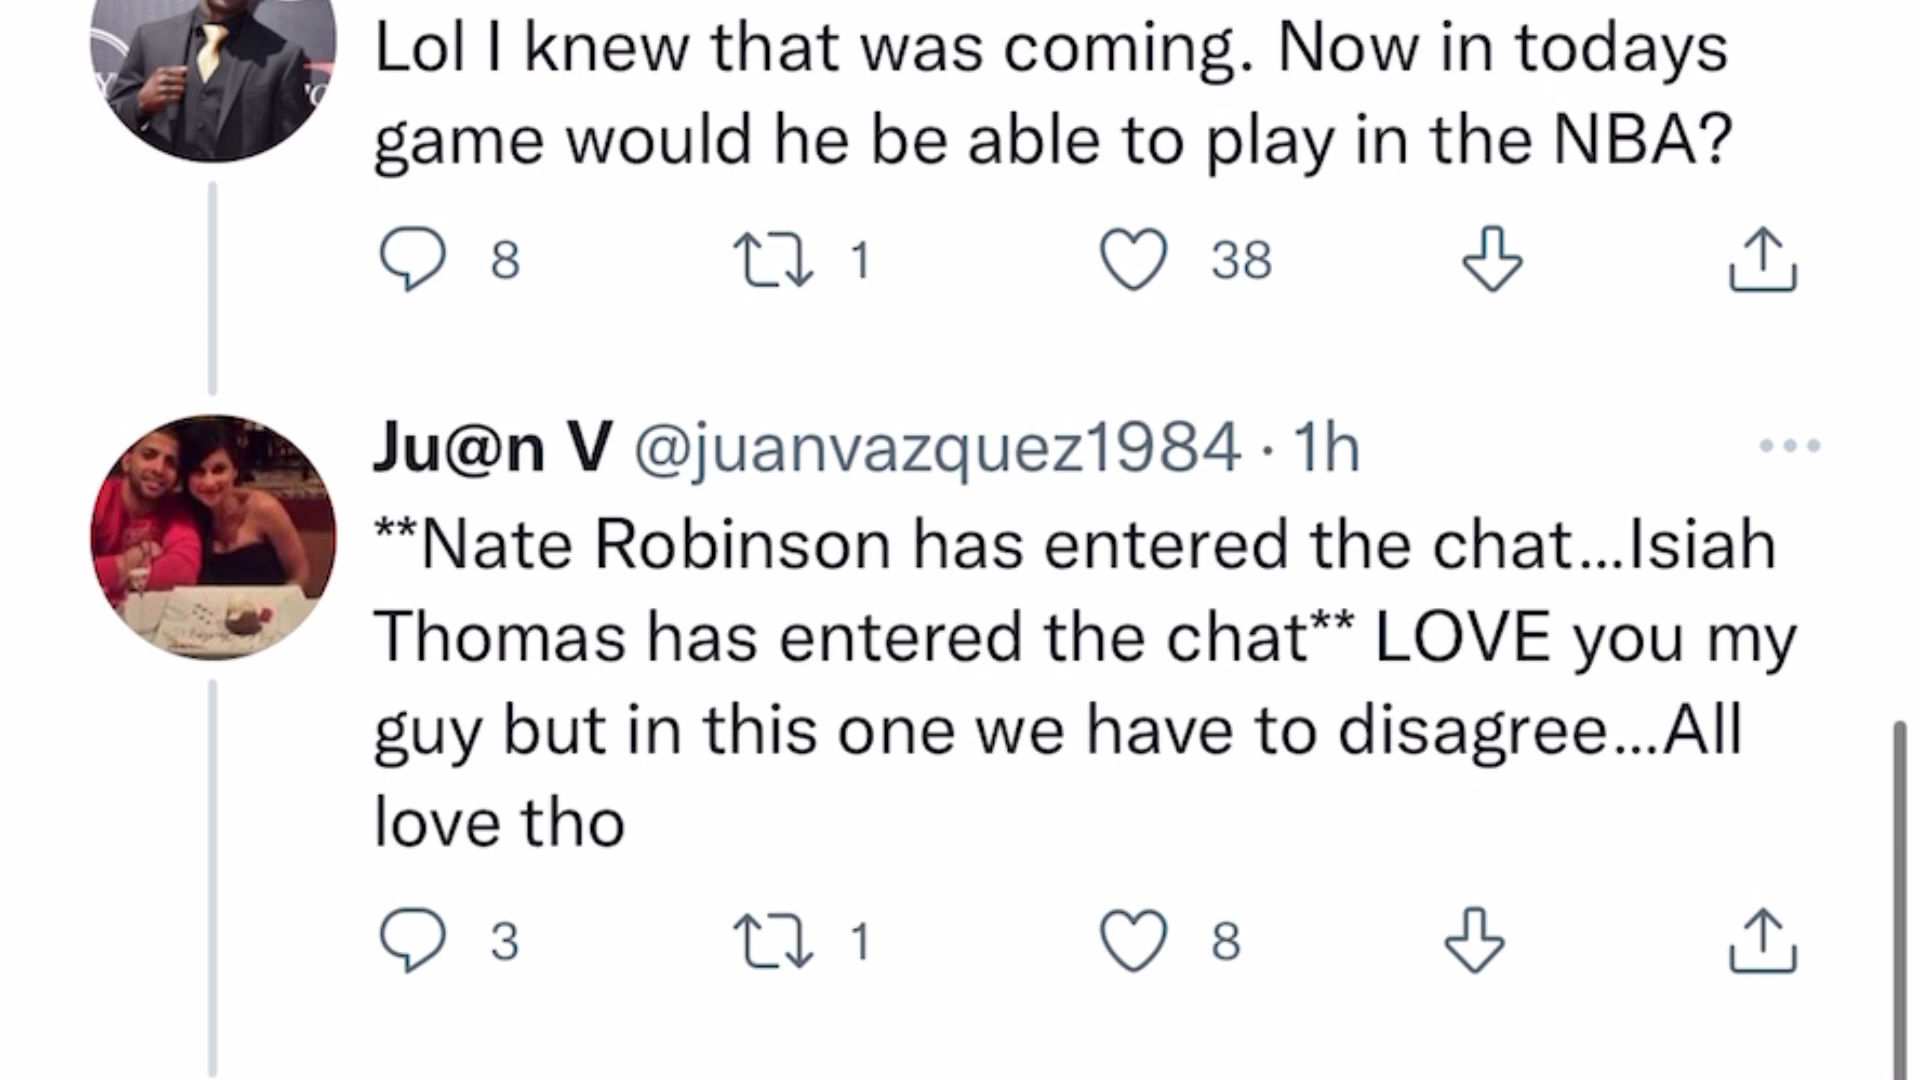 Lol I knew that was coming. Now in todays
game would he be able to play in the NBA?
8 1 38
Ju@n V @juanvazquez1984 · 1h
**Nate Robinson has entered the chat...Isiah
Thomas has entered the chat** LOVE you my
guy but in this one we have to disagree...All
love tho
3 1 8